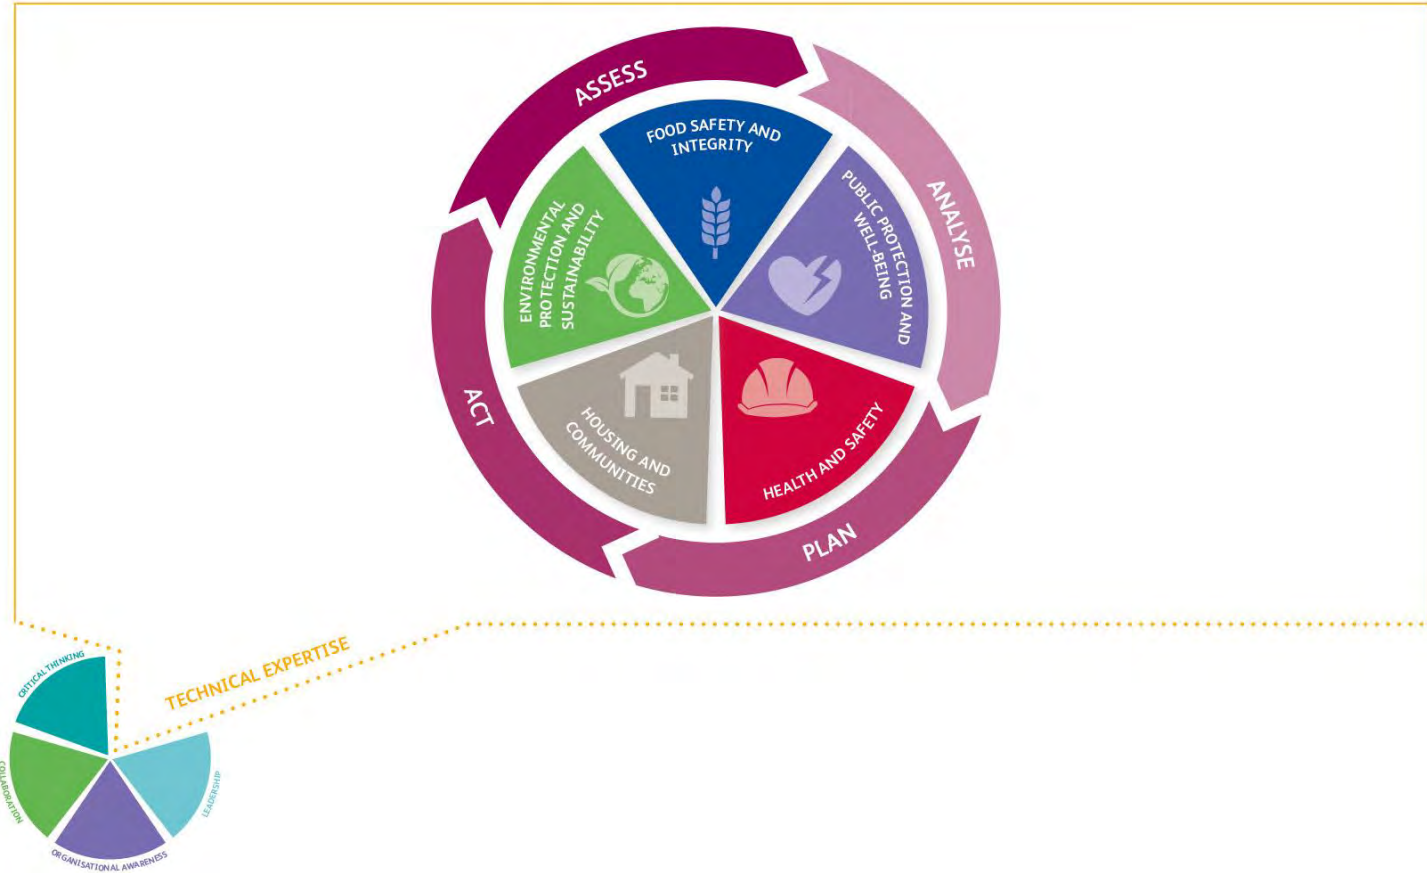 ASSESS
ANALYSE
PLAN
ACT
FOOD SAFETY AND
INTEGRITY
PUBLIC PROTECTION AND
WELL-BEING
HEALTH AND SAFETY
HOUSING AND
COMMUNITIES
ENVIRONMENTAL
PROTECTION AND
SUSTAINABILITY
TECHNICAL EXPERTISE
CRITICAL THINKING
LEADERSHIP
ORGANISATIONAL AWARENESS
COLLABORATION